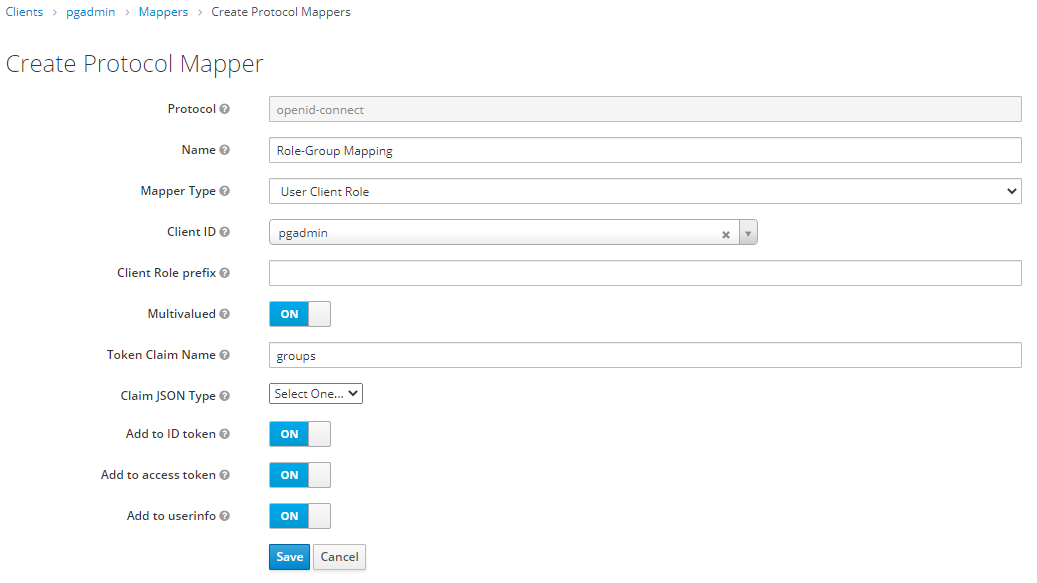 Clients > pgadmin > Mappers > Create Protocol Mappers
Create Protocol Mapper
Protocol ? openid-connect
Name ? Role-Group Mapping
Mapper Type ? User Client Role
Client ID ? pgadmin ×
Client Role prefix ?
Multivalued ? ON
Token Claim Name ? groups
Claim JSON Type ? Select One...
Add to ID token ? ON
Add to access token ? ON
Add to userinfo ? ON
Save Cancel